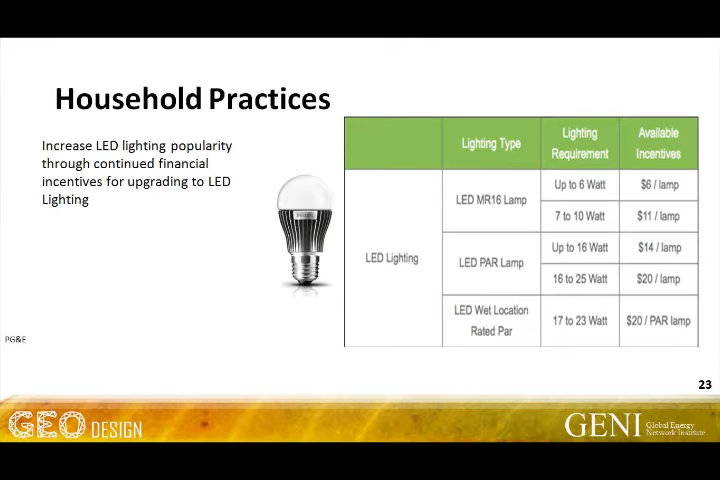 Household Practices
Increase LED lighting popularity
through continued financial
incentives for upgrading to LED
Lighting
Lighting Type
Lighting
Requirement
Available
Incentives
LED Lighting
LED MR16 Lamp
Up to 6 Watt
$6 / lamp
7 to 10 Watt
$11 / lamp
LED PAR Lamp
Up to 16 Watt
$14 / lamp
16 to 25 Watt
$20 / lamp
LED Wet Location
Rated Par
17 to 23 Watt
$20 / PAR lamp
PG&E
23
GEO DESIGN
GENI
Global Energy
Network Institute